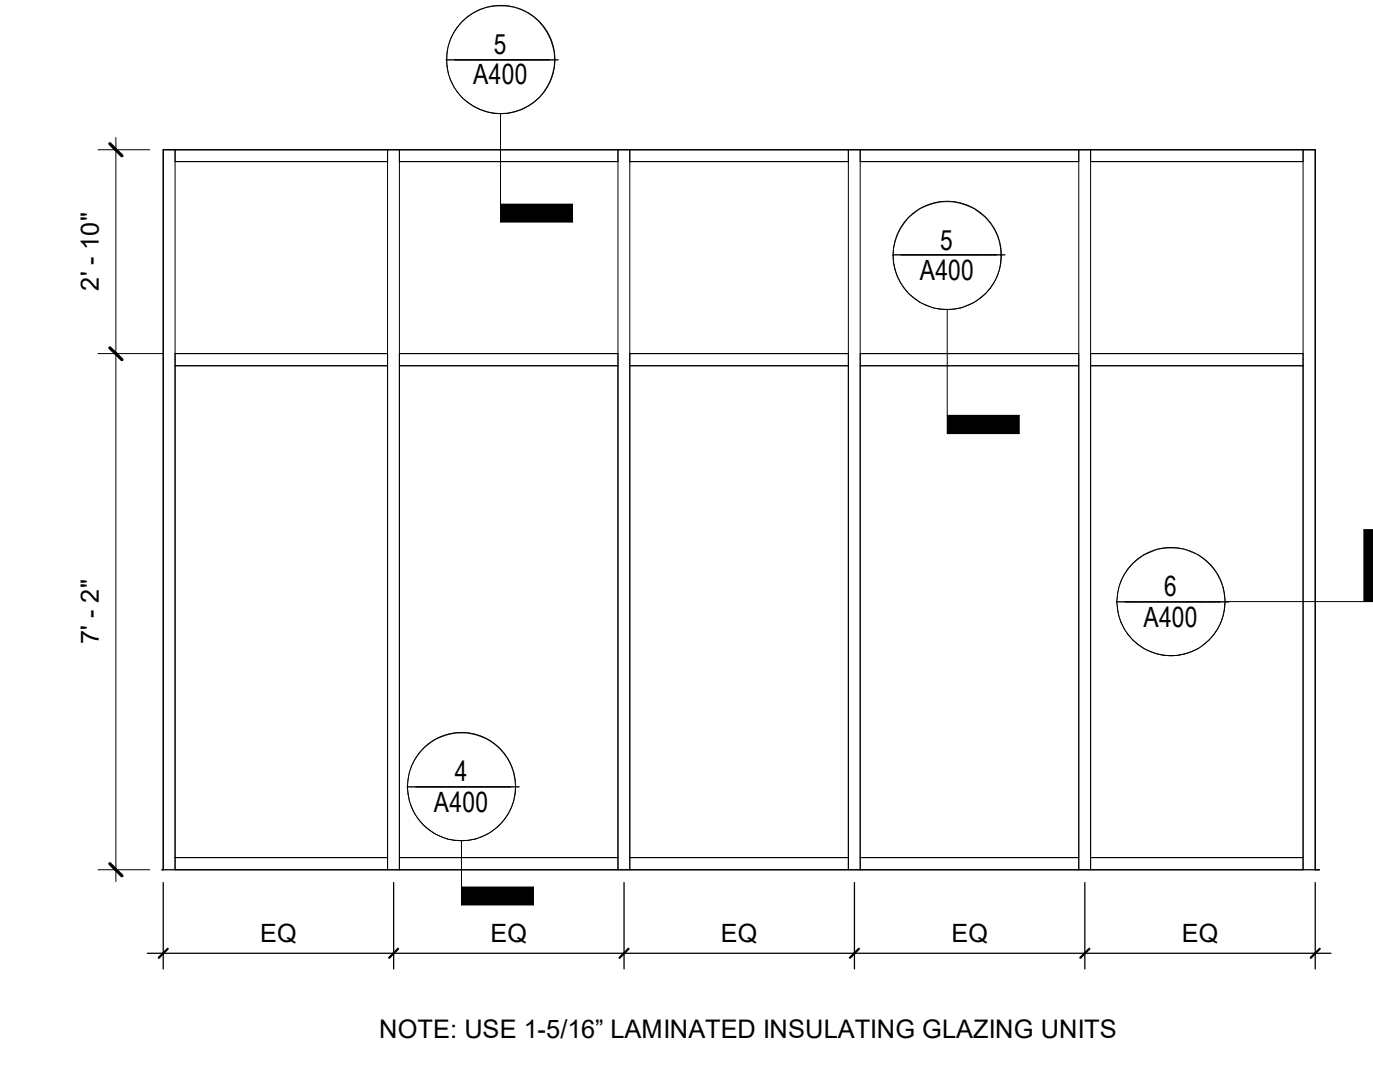 5
A400
2' - 10"
5
A400
7' - 2"
6
A400
4
A400
EQ EQ EQ EQ EQ
NOTE: USE 1-5/16” LAMINATED INSULATING GLAZING UNITS